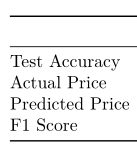 Test Accuracy
Actual Price
Predicted Price
F1 Score